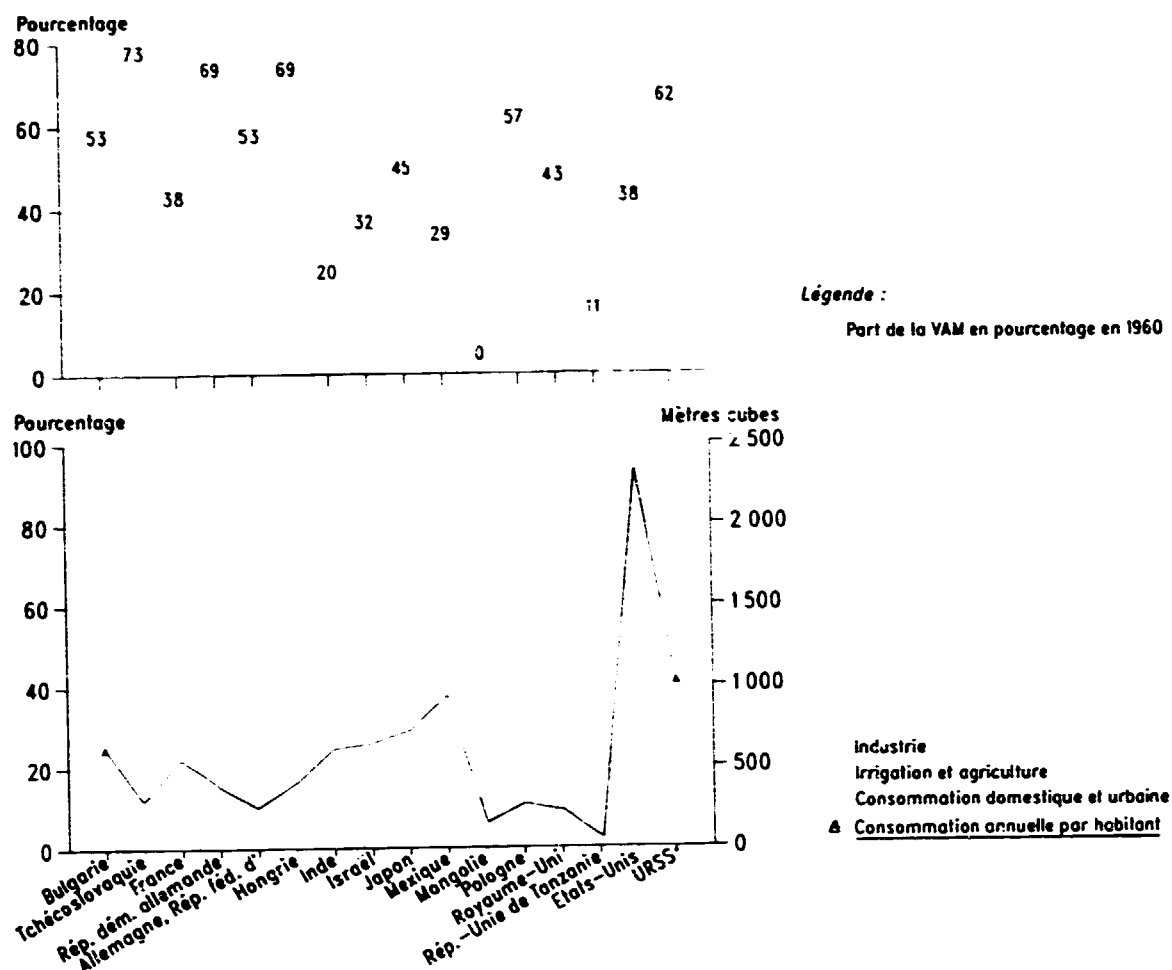 Pourcentage
80
73
69
69
62
60
53
53
57
45
43
40
38
38
32
29
20
20
11
0
0
Légende :
Part de la VAM en pourcentage en 1960
Pourcentage
Mètres cubes
100
2 500
80
2 000
60
1 500
40
1 000
20
500
0
0
Industrie
Irrigation et agriculture
Consommation domestique et urbaine
Consommation annuelle par habitant
Bulgarie
Tchécoslovaquie
France
Rép. dém. allemande
Allemagne, Rép. féd. d'
Hongrie
Inde
Israël
Japon
Mexique
Mongolie
Pologne
Royaume-Uni
Rép.-Unie de Tanzanie
Etats-Unis
URSS